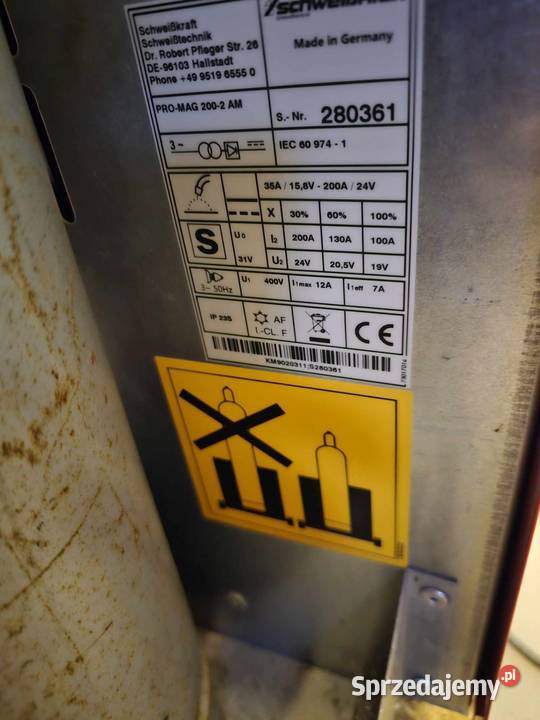 Schweißkraft
Schweißtechnik
Dr. Robert Pfleger Str. 26
DE-96103 Hallstadt
Phone +49 9519 6555 0
schweißkraft
Made in Germany
PRO-MAG 200-2 AM
S.- Nr. 280361
3 ~
IEC 60 974 - 1
35A / 15,8V - 200A / 24V
X 30% 60% 100%
S U0 31V
I2 200A 130A 100A
U2 24V 20,5V 19V
3~ 50Hz
U1 400V I1max 12A I1eff 7A
IP 23S
AF
I.-CL. F
CE
KM9020311;S280361
Sprzedajemy.pl